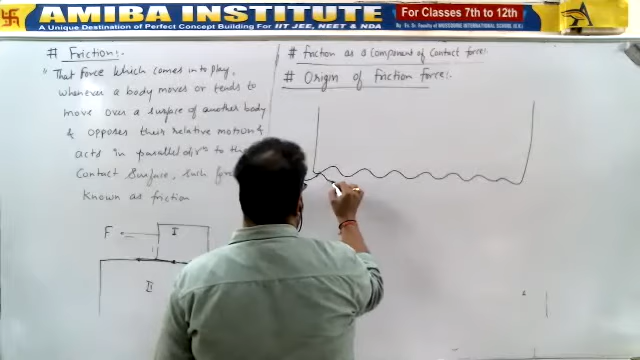 AMIBA INSTITUTE
A Unique Destination of Perfect Concept Building For IIT JEE, NEET & Olympiad
For Classes 7th to 12th
# Friction:-
" That Force which comes in to play,
whenever a body moves or tends to
move over a surface of another body
& opposes their relative motion &
acts in parallel dirn to the
Contact Surface, Such
Known as friction
F
I
II
# friction as a Component of Contact force:-
# Origin of friction Force:-